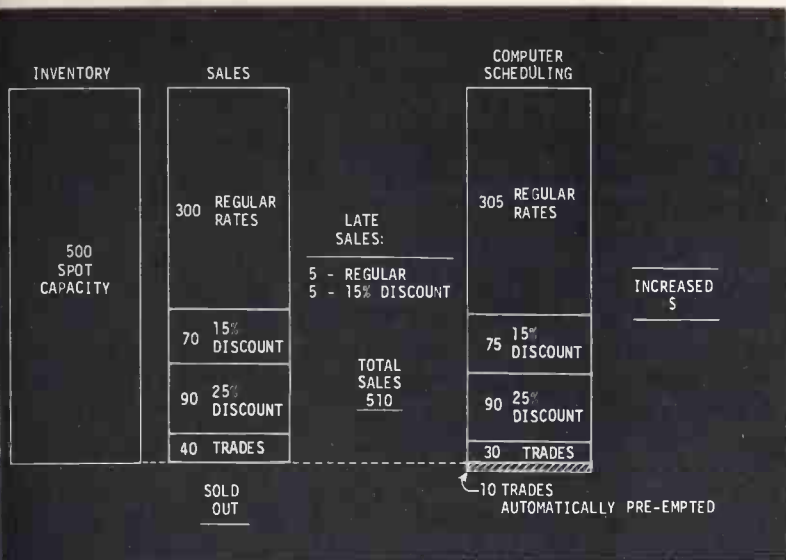 INVENTORY
500
SPOT
CAPACITY
SALES
300 REGULAR
RATES
70 15%
DISCOUNT
90 25%
DISCOUNT
40 TRADES
SOLD
OUT
LATE
SALES:
5 - REGULAR
5 - 15% DISCOUNT
TOTAL
SALES
510
COMPUTER
SCHEDULING
305 REGULAR
RATES
75 15%
DISCOUNT
90 25%
DISCOUNT
30 TRADES
10 TRADES
AUTOMATICALLY PRE-EMPTED
INCREASED
$